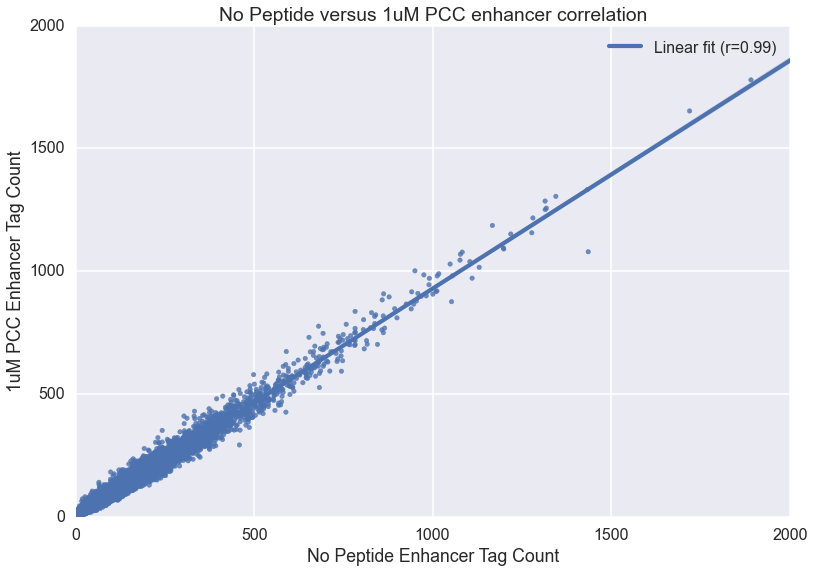 No Peptide versus 1uM PCC enhancer correlation
Linear fit (r=0.99)
1uM PCC Enhancer Tag Count
2000
1500
1000
500
0
0 500 1000 1500 2000
No Peptide Enhancer Tag Count